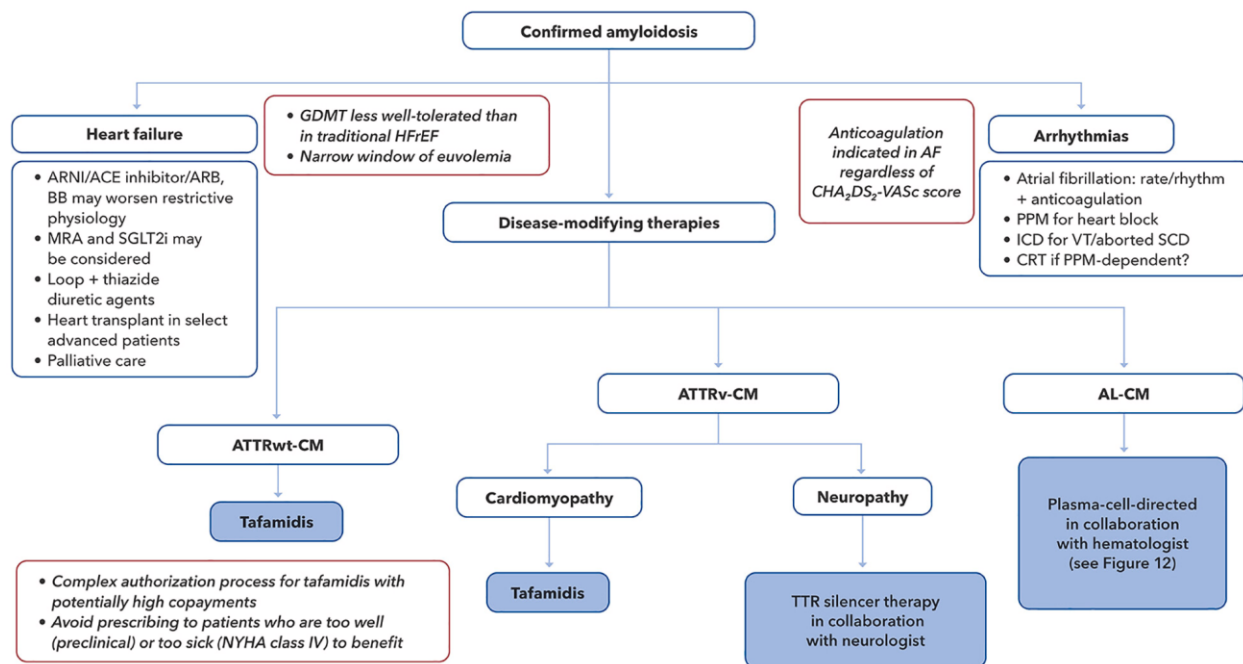 Confirmed amyloidosis
Heart failure
• GDMT less well-tolerated than
in traditional HFrEF
• Narrow window of euvolemia
Anticoagulation
indicated in AF
regardless of
CHA₂DS₂-VASc score
Arrhythmias
• ARNI/ACE inhibitor/ARB,
BB may worsen restrictive
physiology
• MRA and SGLT2i may
be considered
• Loop + thiazide
diuretic agents
• Heart transplant in select
advanced patients
• Palliative care
Disease-modifying therapies
• Atrial fibrillation: rate/rhythm
+ anticoagulation
• PPM for heart block
• ICD for VT/aborted SCD
• CRT if PPM-dependent?
ATTRwt-CM
ATTRv-CM
AL-CM
Tafamidis
Cardiomyopathy
Neuropathy
Plasma-cell-directed
in collaboration
with hematologist
(see Figure 12)
• Complex authorization process for tafamidis with
potentially high copayments
• Avoid prescribing to patients who are too well
(preclinical) or too sick (NYHA class IV) to benefit
Tafamidis
TTR silencer therapy
in collaboration
with neurologist